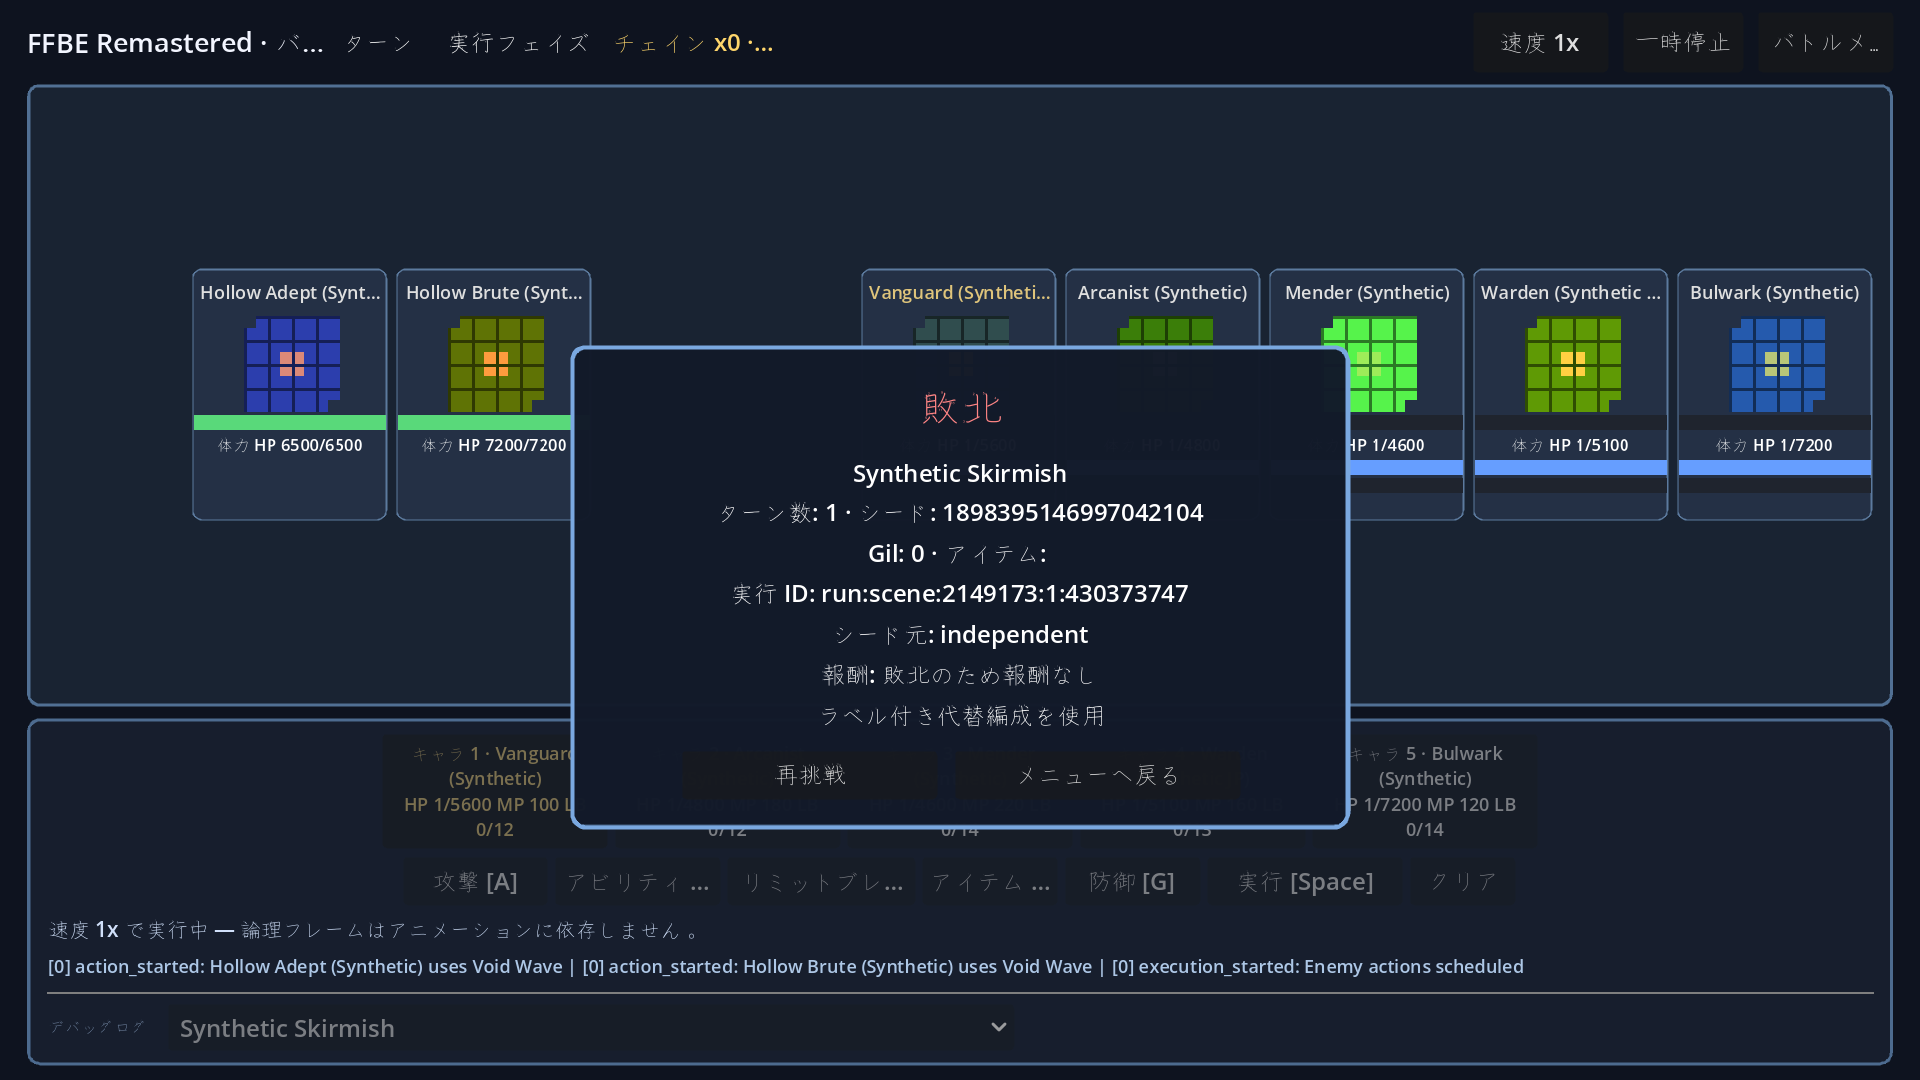 FFBE Remastered · バ... ターン 実行フェイズ チェイン x0 ·... 速度 1x 一時停止 バトルメ...
Hollow Adept (Synt... Hollow Brute (Synt... Vanguard (Syntheti... Arcanist (Synthetic) Mender (Synthetic) Warden (Synthetic ... Bulwark (Synthetic)
体力 HP 6500/6500 体力 HP 7200/7200 HP 1/5600 HP 1/4800 HP 1/4600 体力 HP 1/5100 体力 HP 1/7200
敗北
Synthetic Skirmish
ターン数: 1 · シード: 1898395146997042104
Gil: 0 · アイテム:
実行 ID: run:scene:2149173:1:430373747
シード元: independent
報酬: 敗北のため報酬なし
ラベル付き代替編成を使用
再挑戦 メニューへ戻る
キャラ 1 · Vanguard
(Synthetic)
HP 1/5600 MP 100 L
0/12
0/12
0/14
0/13
キャラ 5 · Bulwark
(Synthetic)
P 1/7200 MP 120 LB
0/14
攻撃 [A] アビリティ ... リミットブレ... アイテム ... 防御 [G] 実行 [Space] クリア
速度 1x で実行中 — 論理フレームはアニメーションに依存しません。
[0] action_started: Hollow Adept (Synthetic) uses Void Wave | [0] action_started: Hollow Brute (Synthetic) uses Void Wave | [0] execution_started: Enemy actions scheduled
デバッグログ Synthetic Skirmish